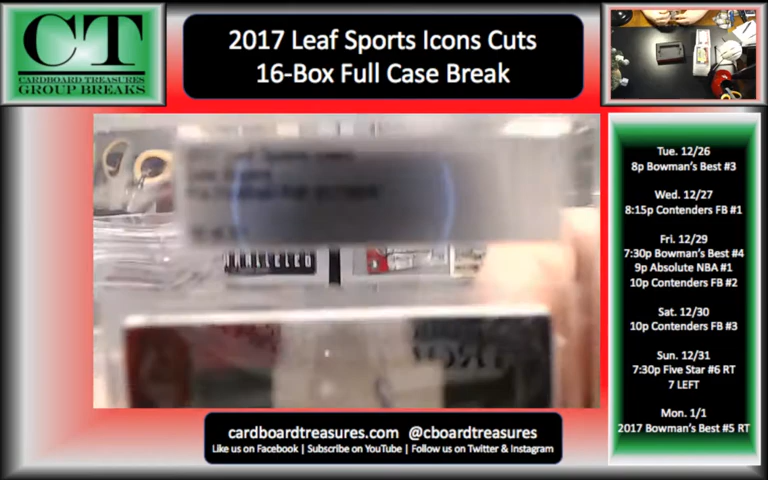 CT
CARDBOARD TREASURES
GROUP BREAKS
2017 Leaf Sports Icons Cuts
16-Box Full Case Break
Tue. 12/26
8p Bowman's Best #3
Wed. 12/27
8:15p Contenders FB #1
Fri. 12/29
7:30p Bowman's Best #4
9p Absolute NBA #1
10p Contenders FB #2
Sat. 12/30
10p Contenders FB #3
Sun. 12/31
7:30p Five Star #6 RT
7 LEFT
Mon. 1/1
2017 Bowman's Best #5 RT
cardboardtreasures.com @cboardtreasures
Like us on Facebook | Subscribe on YouTube | Follow us on Twitter & Instagram